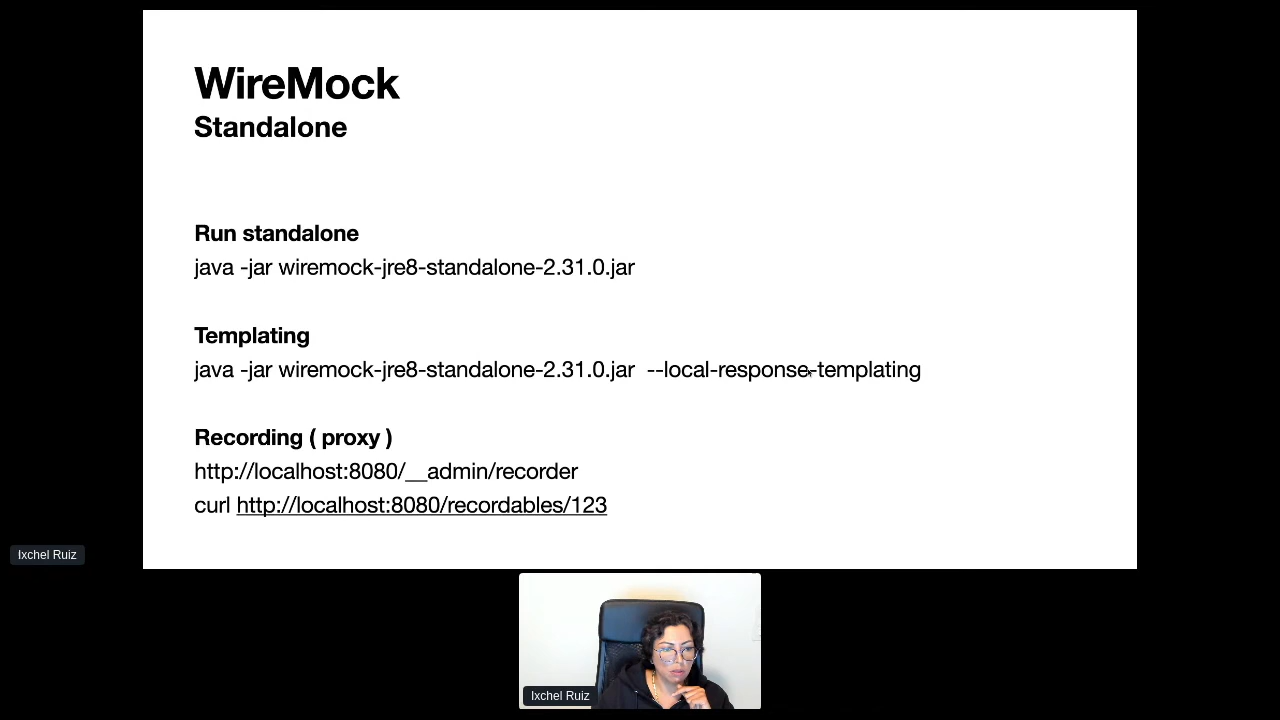 WireMock
Standalone
Run standalone
java -jar wiremock-jre8-standalone-2.31.0.jar
Templating
java -jar wiremock-jre8-standalone-2.31.0.jar  --local-response-templating
Recording ( proxy )
http://localhost:8080/__admin/recorder
curl http://localhost:8080/recordables/123
Ixchel Ruiz
Ixchel Ruiz